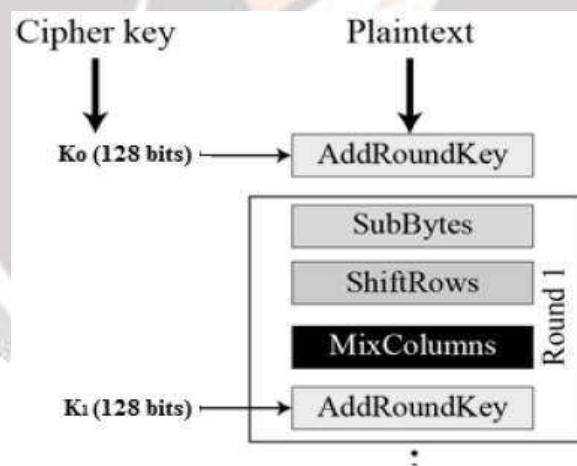 Cipher key
Plaintext
K0 (128 bits)
AddRoundKey
SubBytes
ShiftRows
MixColumns
Round 1
K1 (128 bits)
AddRoundKey